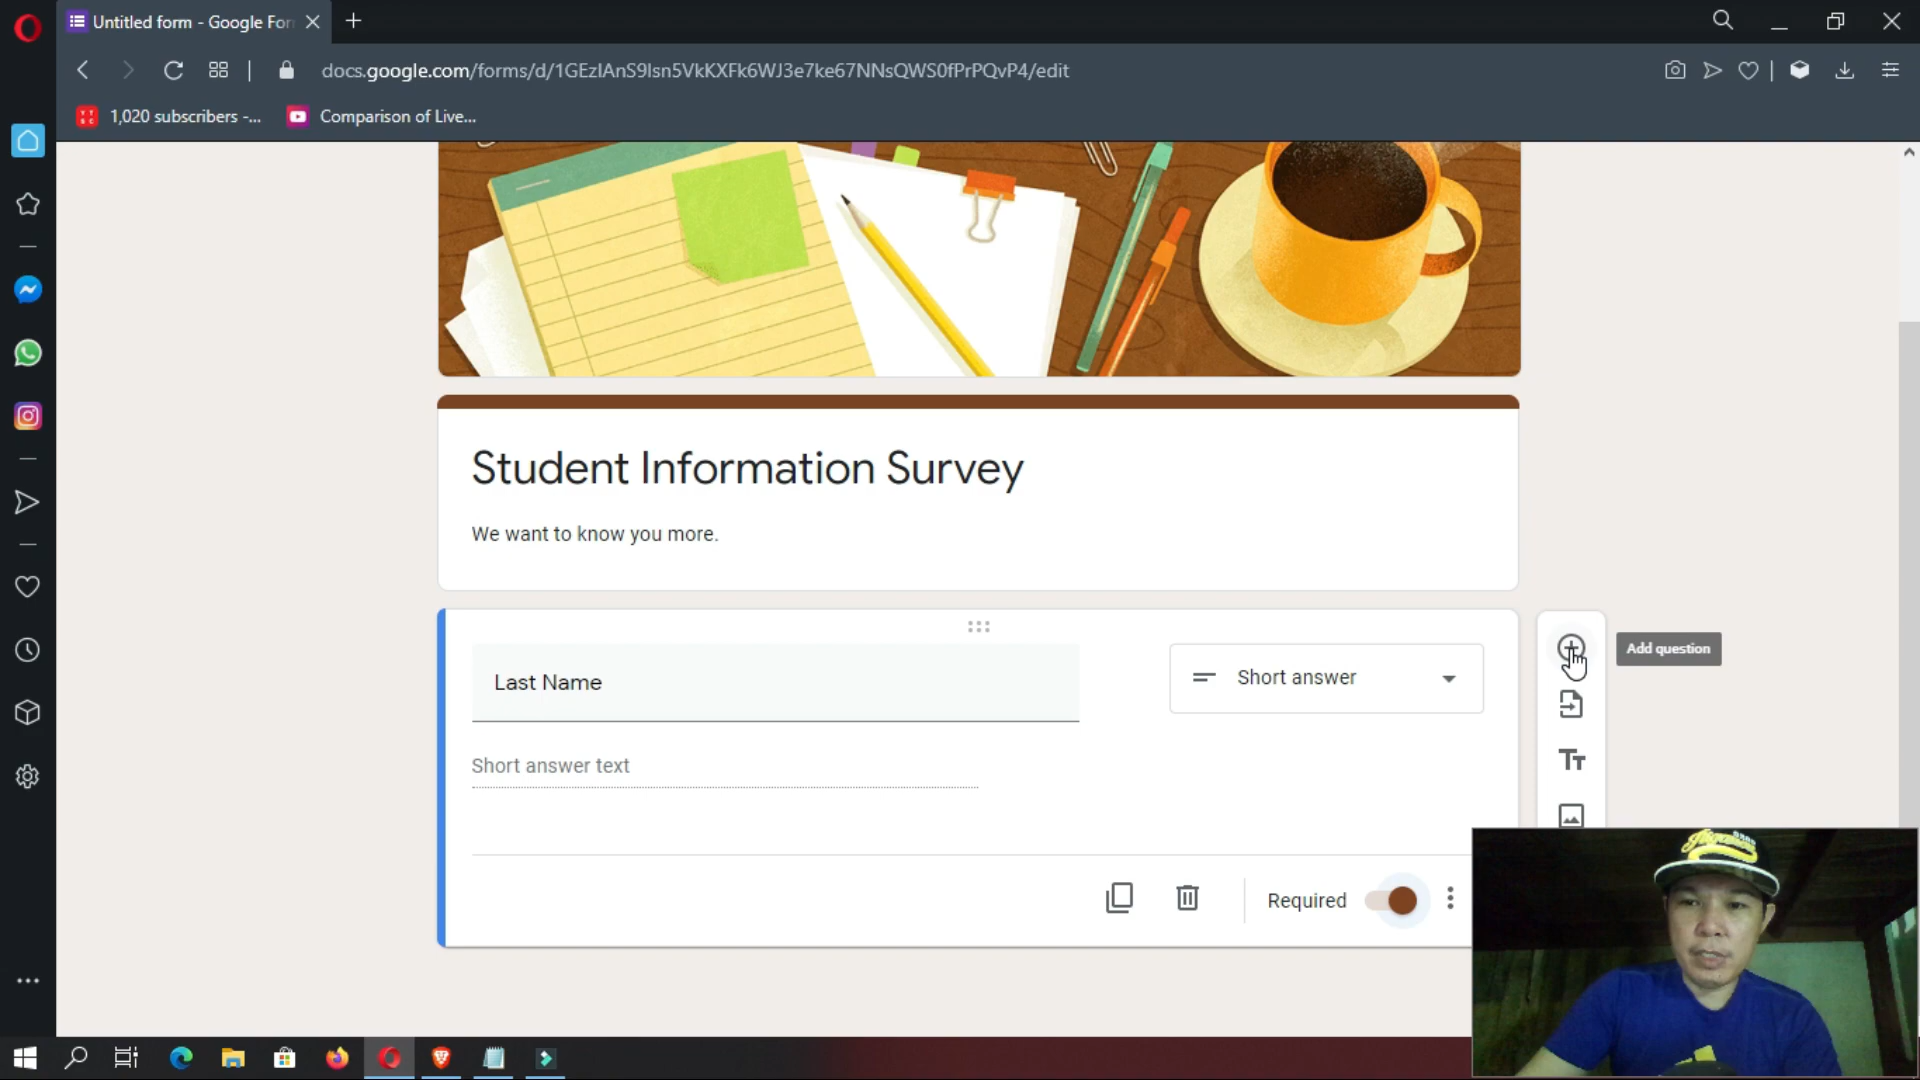 Untitled form - Google For
docs.google.com/forms/d/1GEzIAnS9Isn5VkKXFk6WJ3e7ke67NNsQWS0fPrPQvP4/edit
1,020 subscribers -...
Comparison of Live...
Student Information Survey
We want to know you more.
Last Name
Short answer
Add question
Short answer text
Required